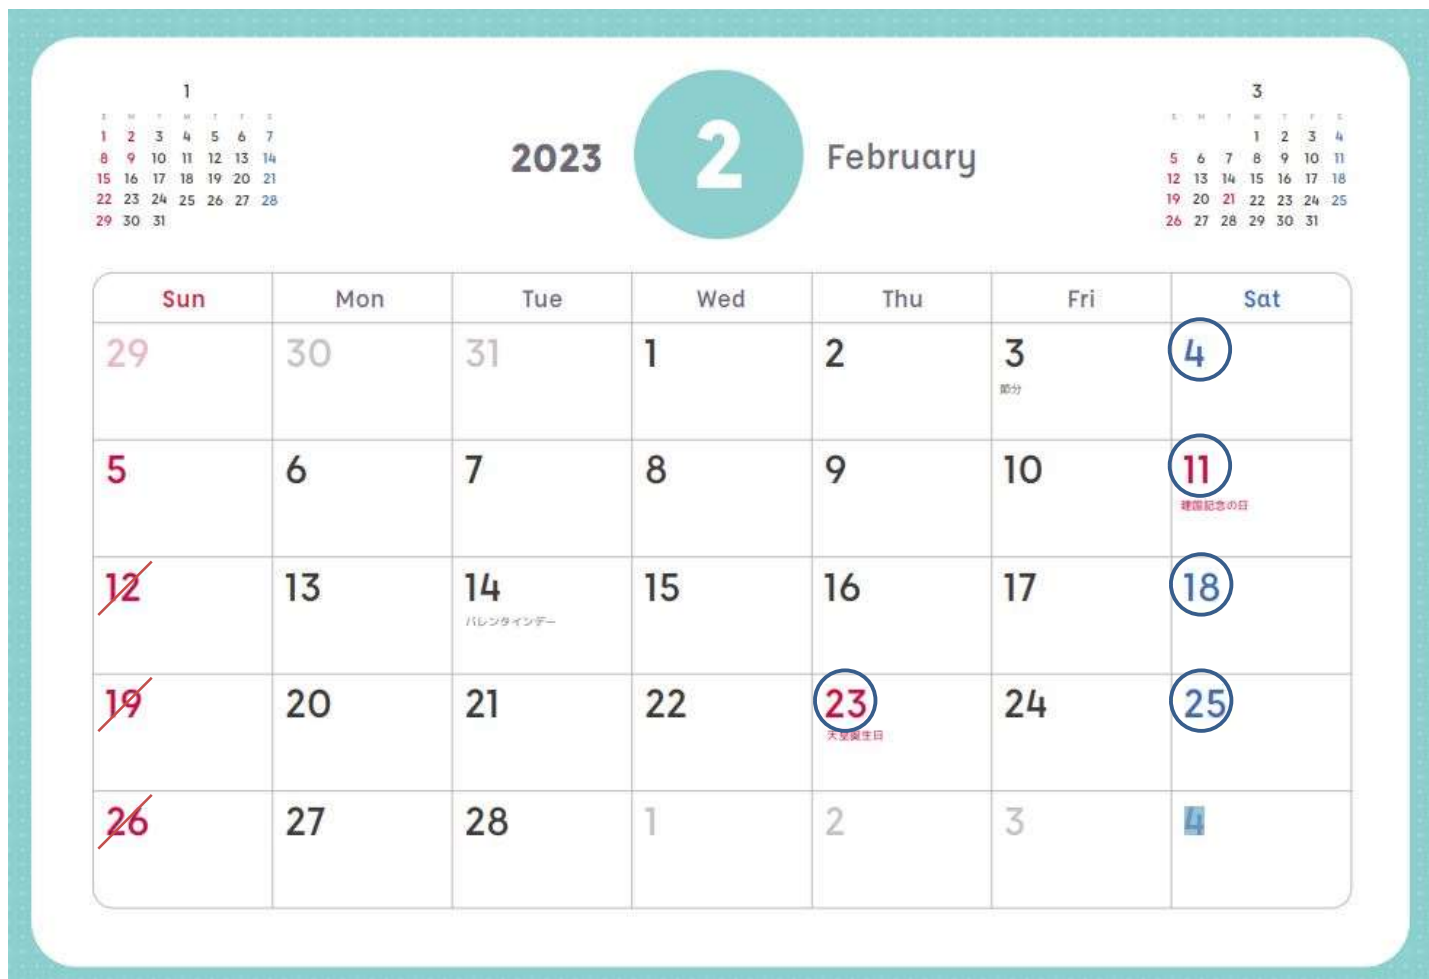 1
S M T W T F S
1 2 3 4 5 6 7
8 9 10 11 12 13 14
15 16 17 18 19 20 21
22 23 24 25 26 27 28
29 30 31
2023 2 February
3
S M T W T F S
1 2 3 4
5 6 7 8 9 10 11
12 13 14 15 16 17 18
19 20 21 22 23 24 25
26 27 28 29 30 31
Sun Mon Tue Wed Thu Fri Sat
29 30 31 1 2 3 4
節分
5 6 7 8 9 10 11
建国記念の日
12 13 14 15 16 17 18
バレンタインデー
19 20 21 22 23 24 25
天皇誕生日
26 27 28 1 2 3 4